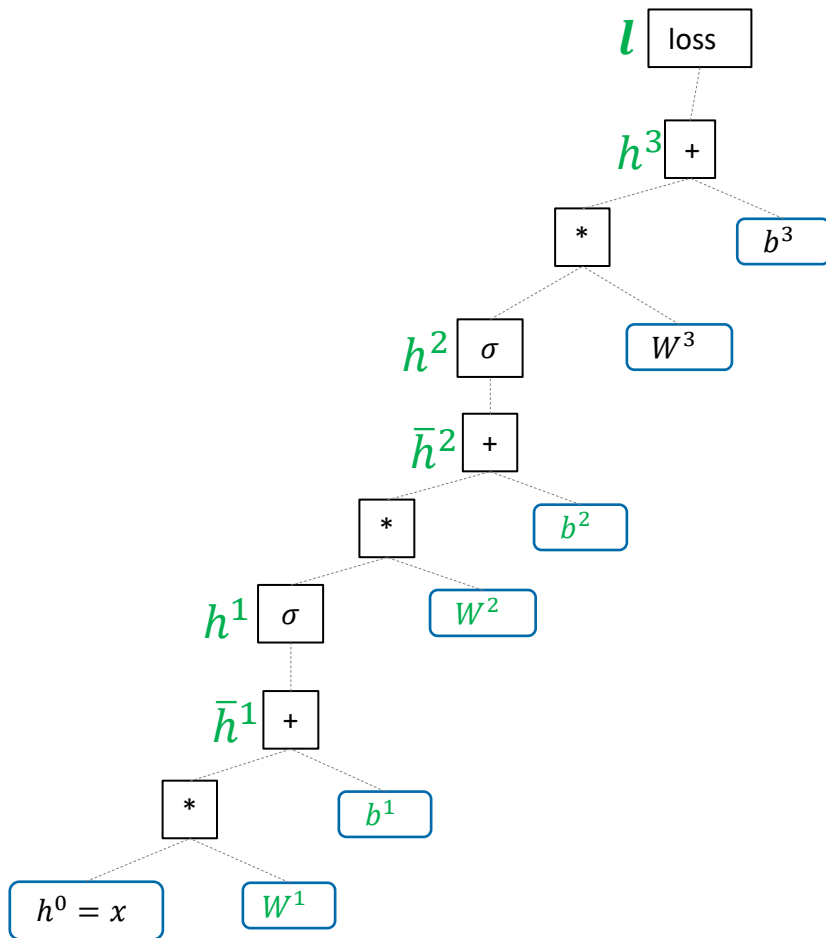 l loss
h³ +
* b³
h² σ W³
h̄² +
* b²
h¹ σ W²
h̄¹ +
* b¹
h⁰ = x W¹